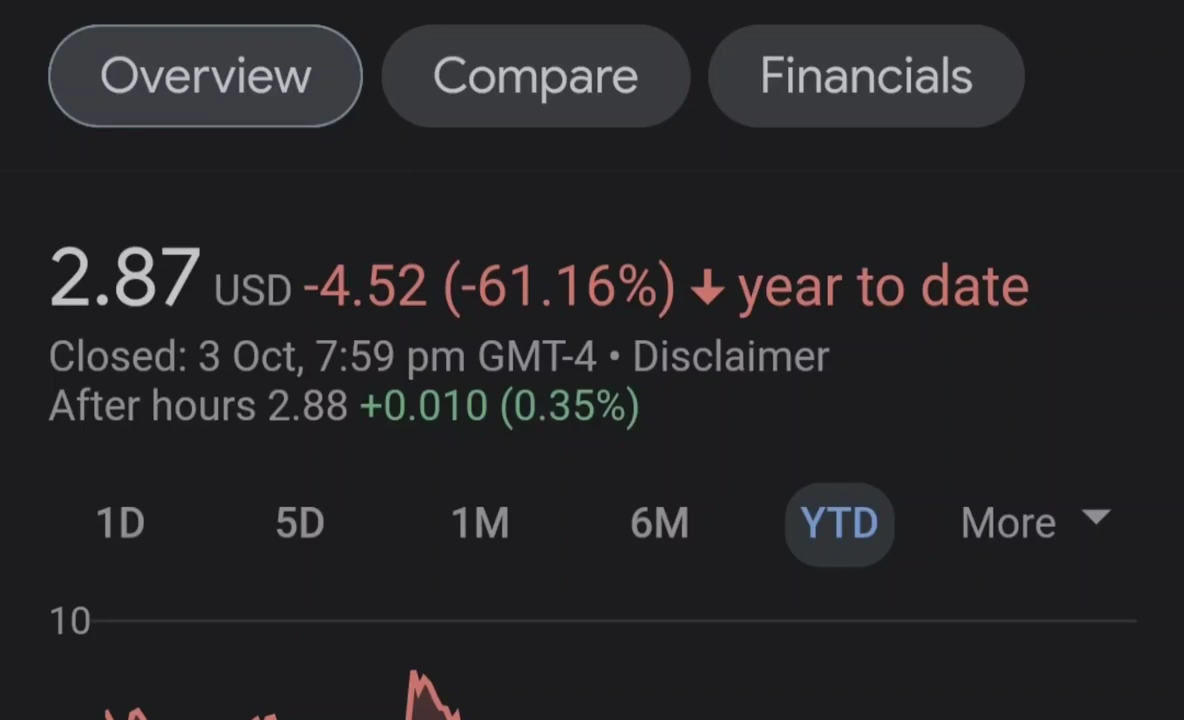 Overview Compare Financials
2.87 USD -4.52 (-61.16%) ↓ year to date
Closed: 3 Oct, 7:59 pm GMT-4 • Disclaimer
After hours 2.88 +0.010 (0.35%)
1D 5D 1M 6M YTD More
10